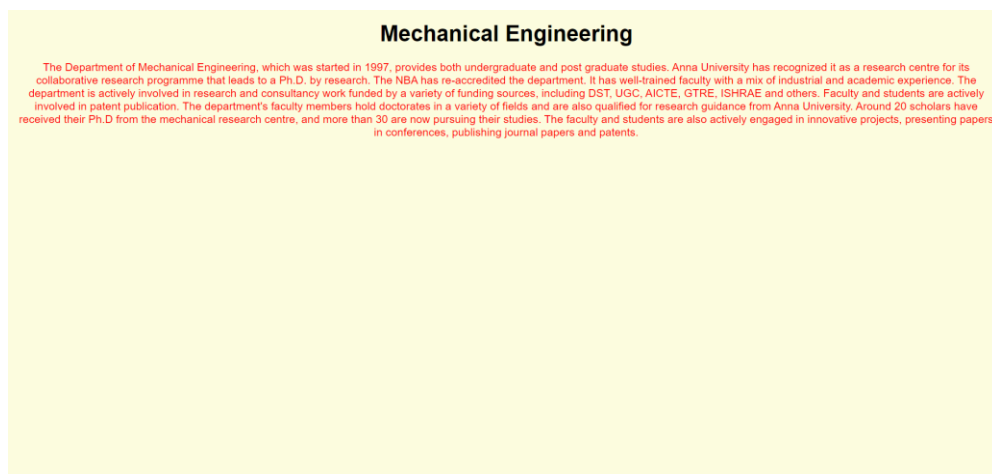 Mechanical Engineering
The Department of Mechanical Engineering, which was started in 1997, provides both undergraduate and post graduate studies. Anna University has recognized it as a research centre for its
collaborative research programme that leads to a Ph.D. by research. The NBA has re-accredited the department. It has well-trained faculty with a mix of industrial and academic experience. The
department is actively involved in research and consultancy work funded by a variety of funding sources, including DST, UGC, AICTE, GTRE, ISHRAE and others. Faculty and students are actively
involved in patent publication. The department's faculty members hold doctorates in a variety of fields and are also qualified for research guidance from Anna University. Around 20 scholars have
received their Ph.D from the mechanical research centre, and more than 30 are now pursuing their studies. The faculty and students are also actively engaged in innovative projects, presenting papers
in conferences, publishing journal papers and patents.